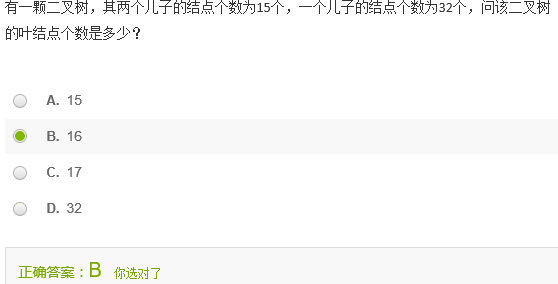 有一颗二叉树，其两个儿子的结点个数为15个，一个儿子的结点个数为32个，问该二叉树
的叶结点个数是多少？
A. 15
B. 16
C. 17
D. 32
正确答案：B 你选对了